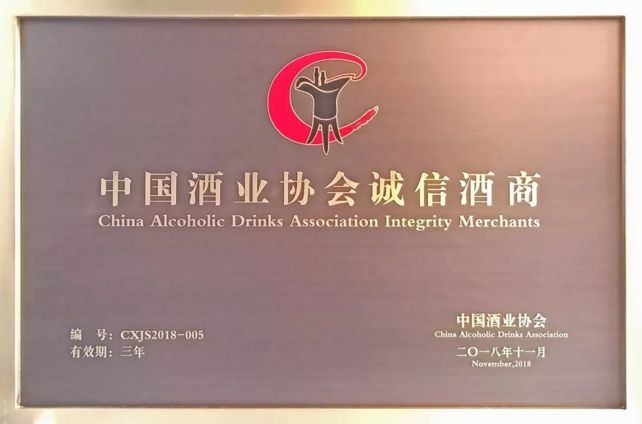 中国酒业协会诚信酒商
China Alcoholic Drinks Association Integrity Merchants
编 号：CXJS2018-005
有效期：三年
中国酒业协会
China Alcoholic Drinks Association
二〇一八年十一月
November,2018